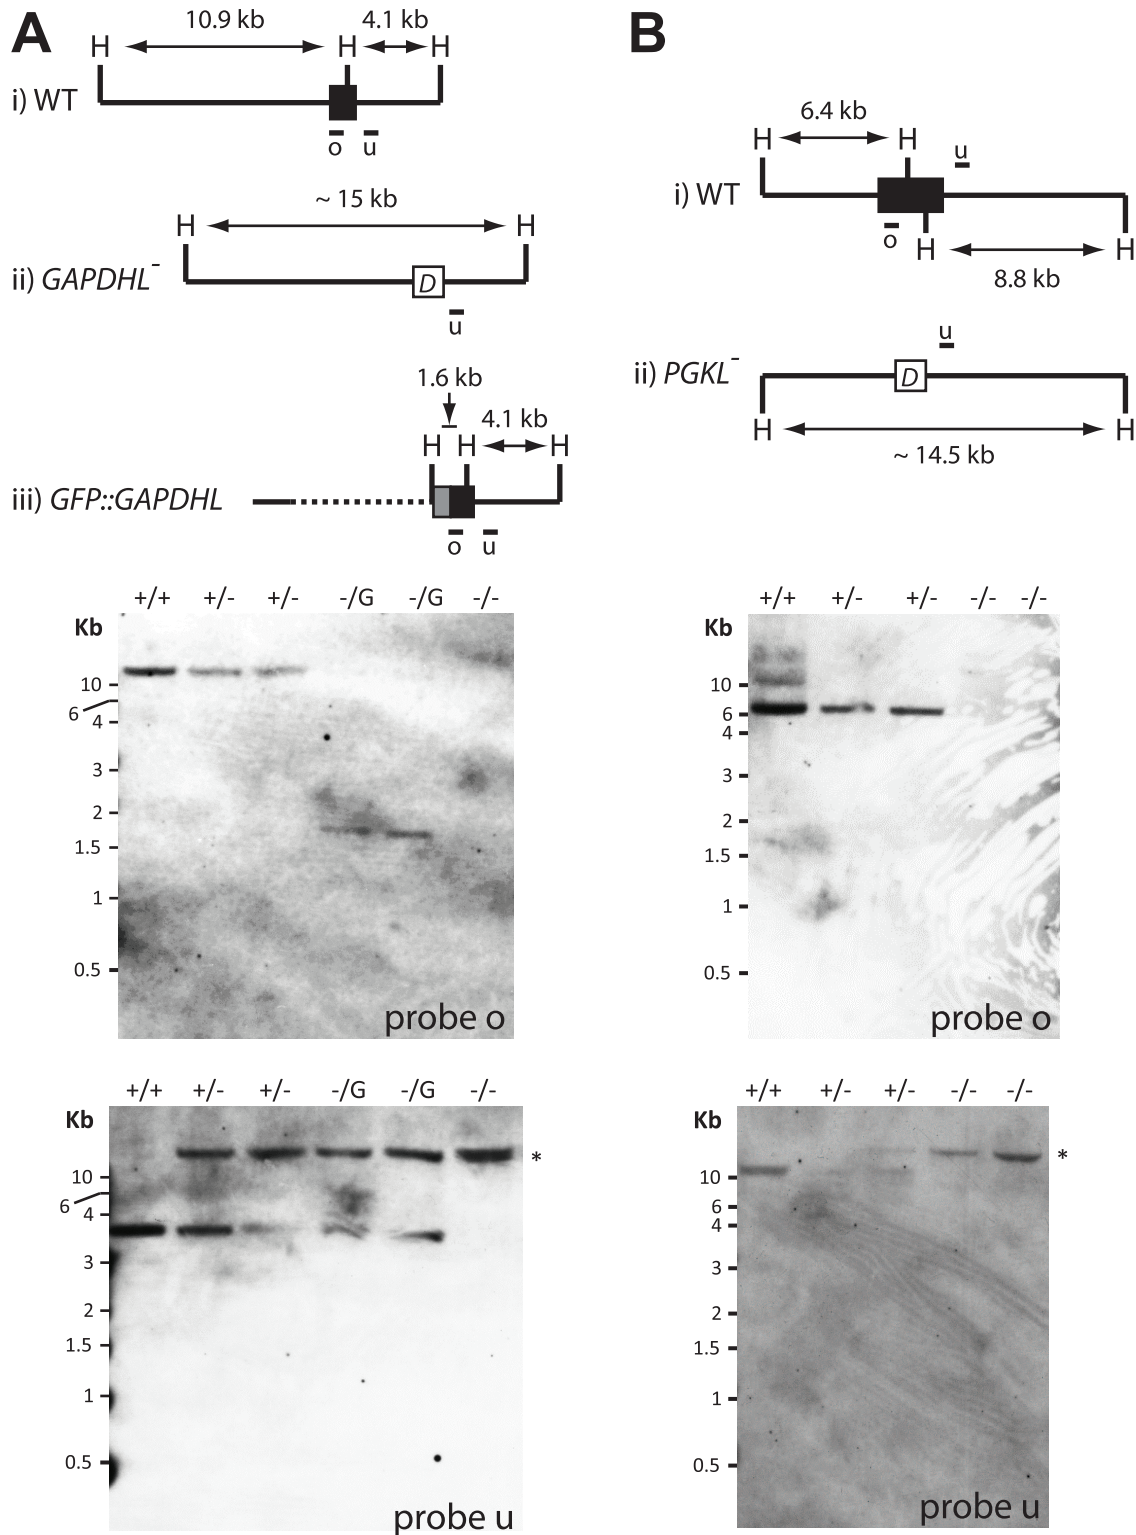 A
10.9 kb 4.1 kb
H H H
i) WT
o u
~ 15 kb
H H
ii) GAPDHL-
D
u
1.6 kb
4.1 kb
H H H
iii) GFP::GAPDHL
o u
+/+ +/- +/- -/G -/G -/-
Kb
10
6
4
3
2
1.5
1
0.5
probe o
+/+ +/- +/- -/G -/G -/-
Kb
*
10
6
4
3
2
1.5
1
0.5
probe u
B
6.4 kb
H H
u
i) WT
o
H H
8.8 kb
u
ii) PGKL-
D
H H
~ 14.5 kb
+/+ +/- +/- -/- -/-
Kb
10
6
4
3
2
1.5
1
0.5
probe o
+/+ +/- +/- -/- -/-
Kb
*
10
6
4
3
2
1.5
1
0.5
probe u